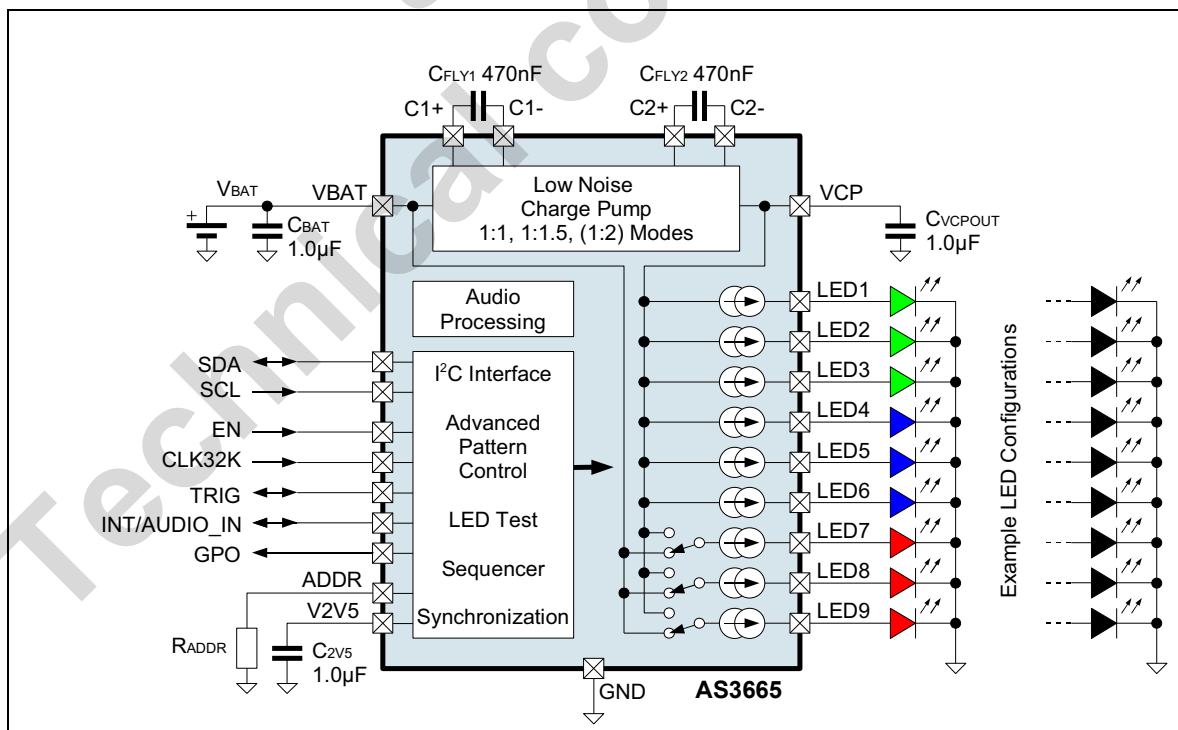 CFLY1 470nF
CFLY2 470nF
C1+
C1-
C2+
C2-
VBAT
VBAT
Low Noise
Charge Pump
1:1, 1:1.5, (1:2) Modes
VCP
+
CBAT
1.0µF
CVCPOUT
1.0µF
Audio
Processing
LED1
LED2
LED3
LED4
LED5
LED6
LED7
LED8
LED9
Example LED Configurations
SDA
SCL
EN
CLK32K
TRIG
INT/AUDIO_IN
GPO
ADDR
V2V5
I²C Interface
Advanced
Pattern
Control
LED Test
Sequencer
Synchronization
RADDR
C2V5
1.0µF
GND
AS3665
Technical co